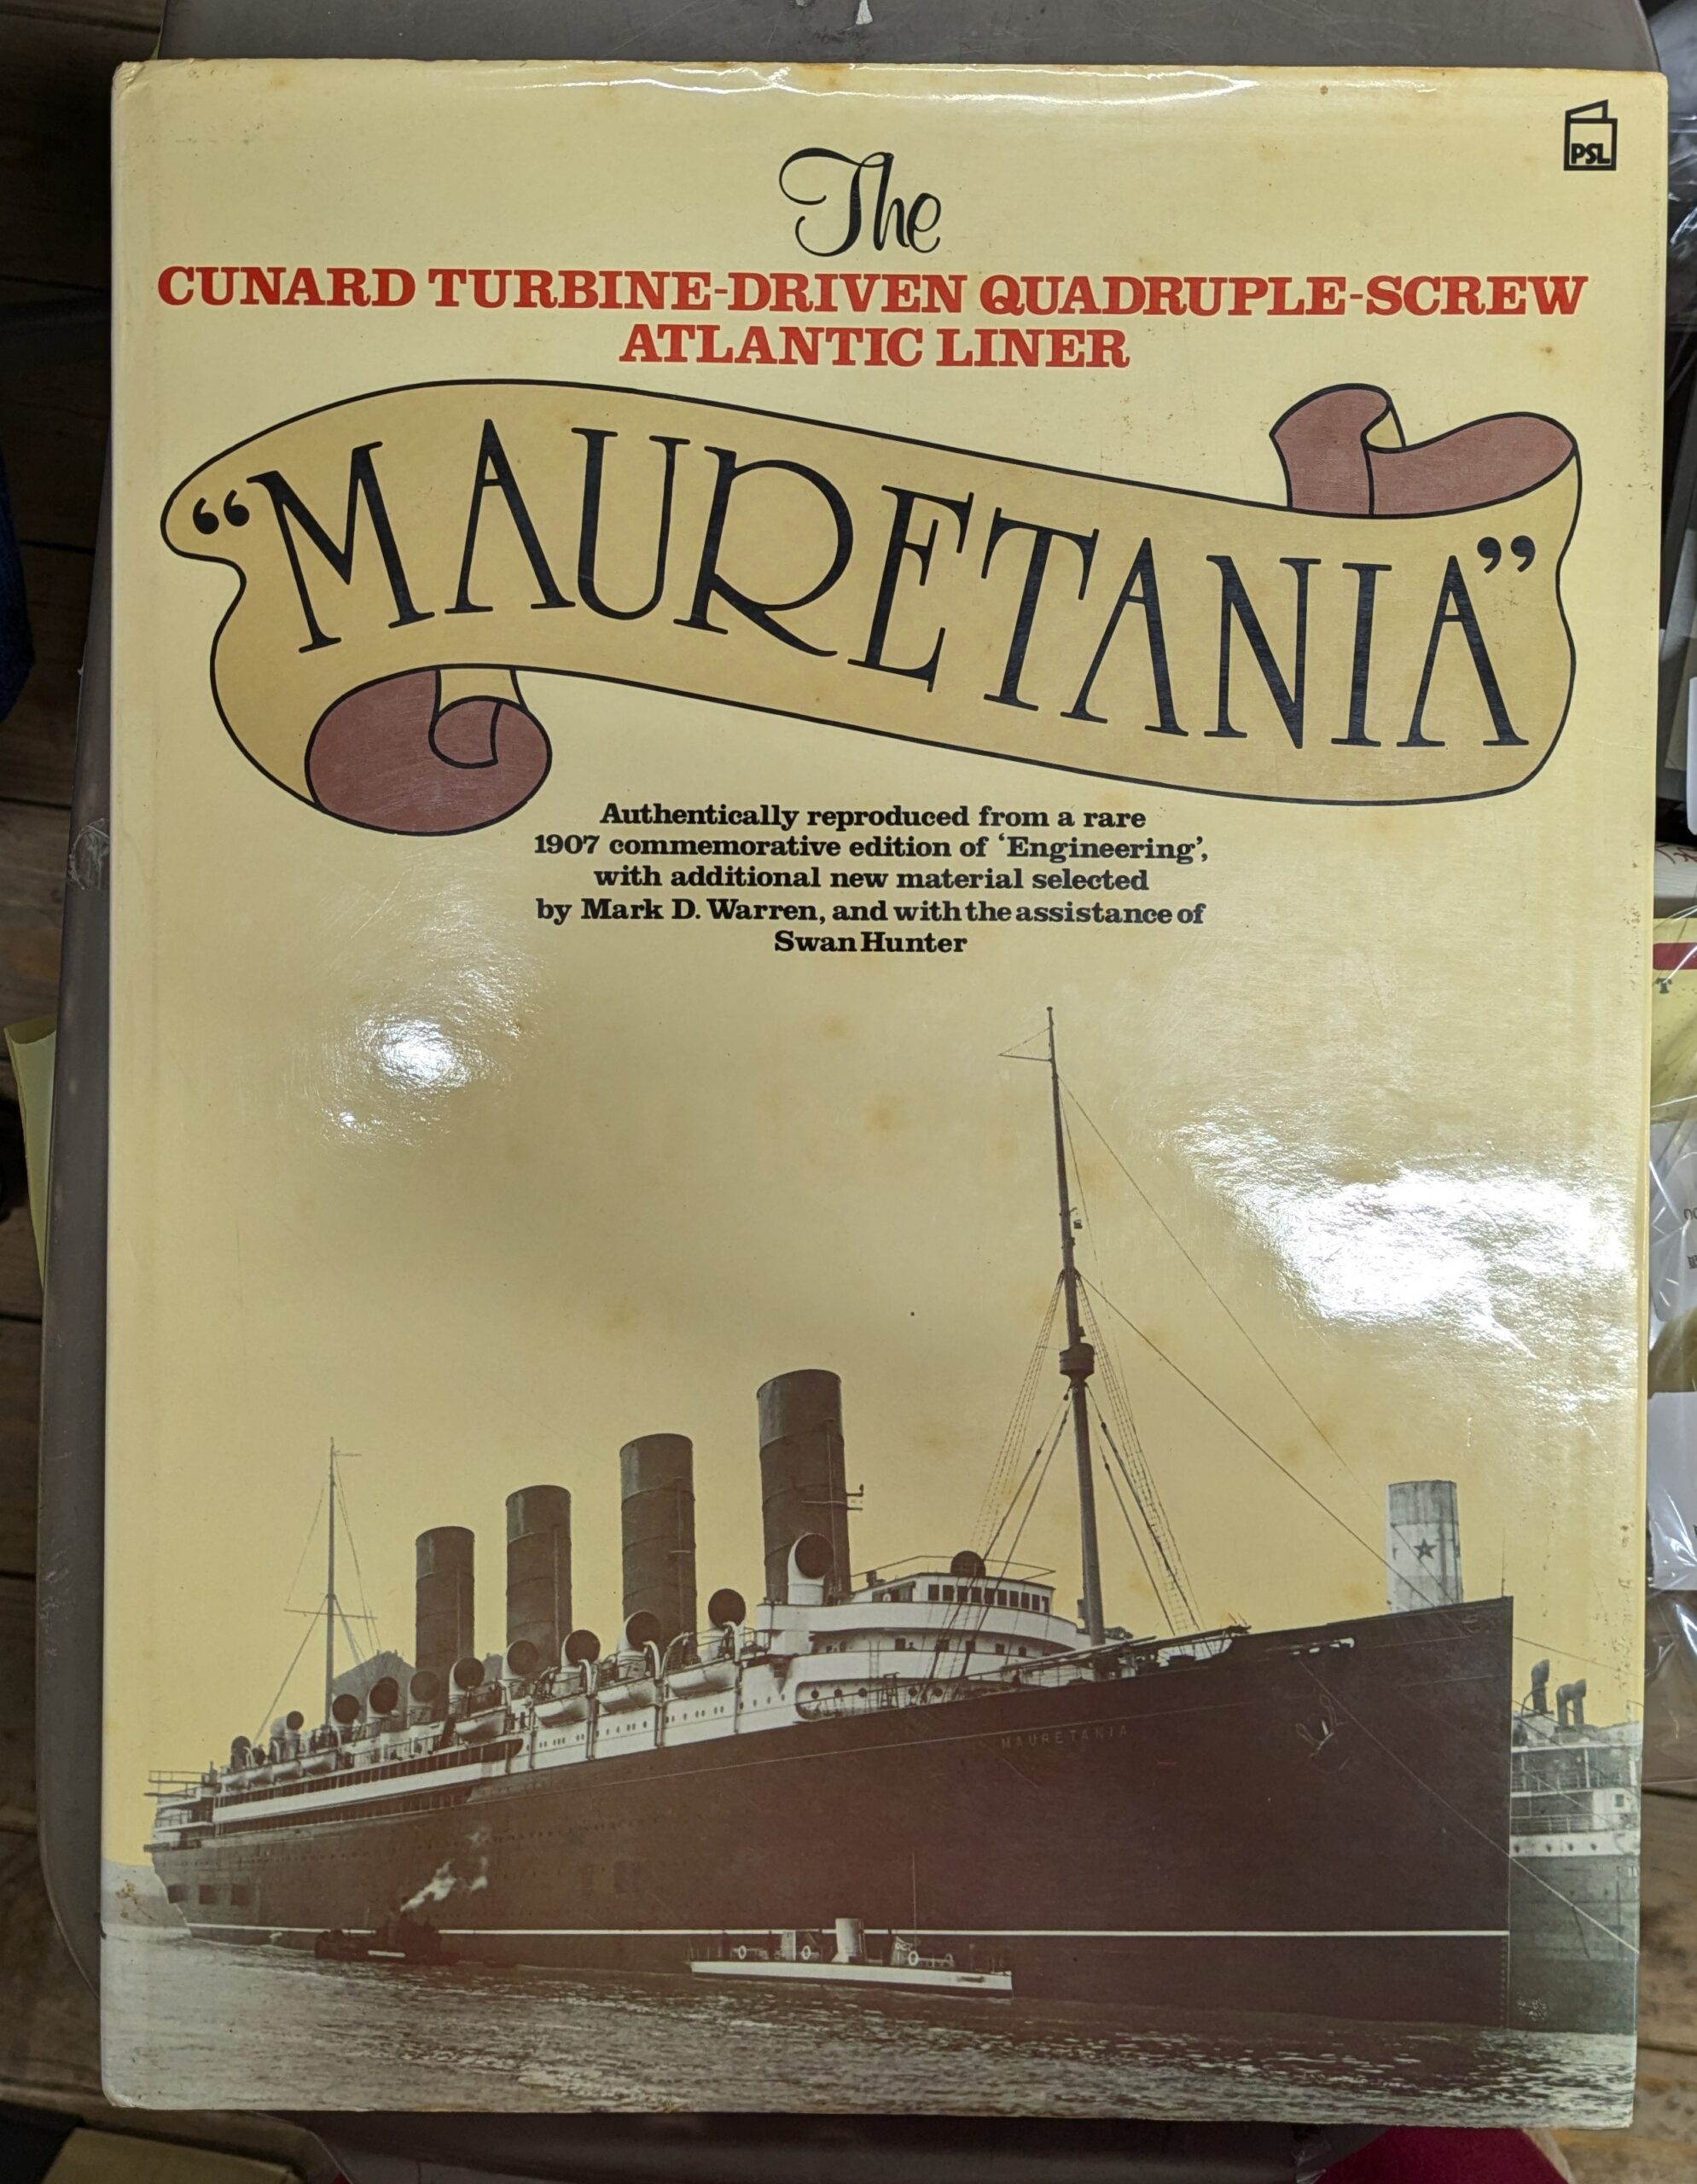 PSL
The
CUNARD TURBINE-DRIVEN QUADRUPLE-SCREW
ATLANTIC LINER
“MAURETANIA”
Authentically reproduced from a rare
1907 commemorative edition of ‘Engineering’,
with additional new material selected
by Mark D. Warren, and with the assistance of
Swan Hunter
MAURETANIA
T